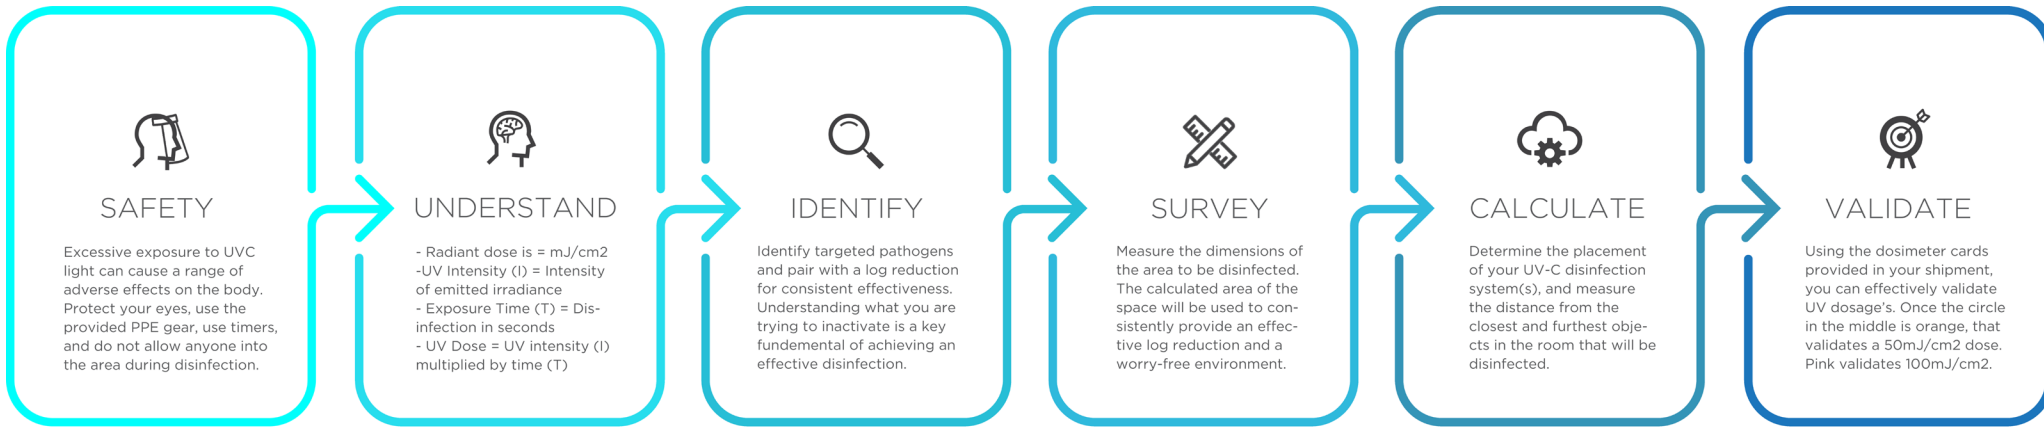 SAFETY
Excessive exposure to UVC
light can cause a range of
adverse effects on the body.
Protect your eyes, use the
provided PPE gear, use timers,
and do not allow anyone into
the area during disinfection.
UNDERSTAND
- Radiant dose is = mJ/cm2
-UV Intensity (I) = Intensity
of emitted irradiance
- Exposure Time (T) = Dis-
infection in seconds
- UV Dose = UV intensity (I)
multiplied by time (T)
IDENTIFY
Identify targeted pathogens
and pair with a log reduction
for consistent effectiveness.
Understanding what you are
trying to inactivate is a key
fundemental of achieving an
effective disinfection.
SURVEY
Measure the dimensions of
the area to be disinfected.
The calculated area of the
space will be used to con-
sistently provide an effec-
tive log reduction and a
worry-free environment.
CALCULATE
Determine the placement
of your UV-C disinfection
system(s), and measure
the distance from the
closest and furthest obje-
cts in the room that will be
disinfected.
VALIDATE
Using the dosimeter cards
provided in your shipment,
you can effectively validate
UV dosage's. Once the circle
in the middle is orange, that
validates a 50mJ/cm2 dose.
Pink validates 100mJ/cm2.